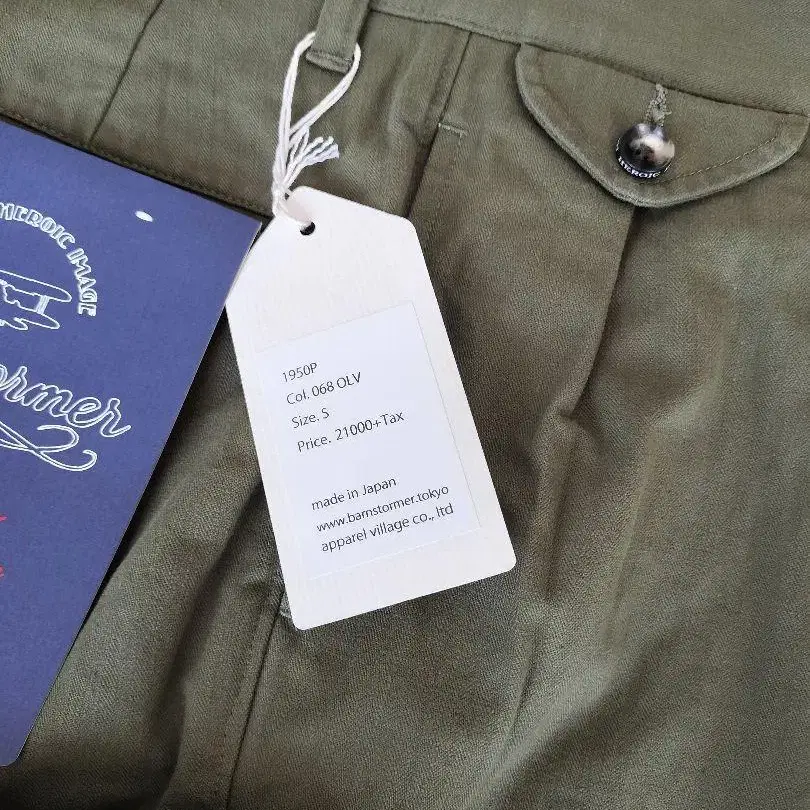 HEROIC IMAGE
ormer
1950P
Col. 068 OLV
Size. S
Price. 21000+Tax
made in Japan
www.barnstormer.tokyo
apparel village co., ltd